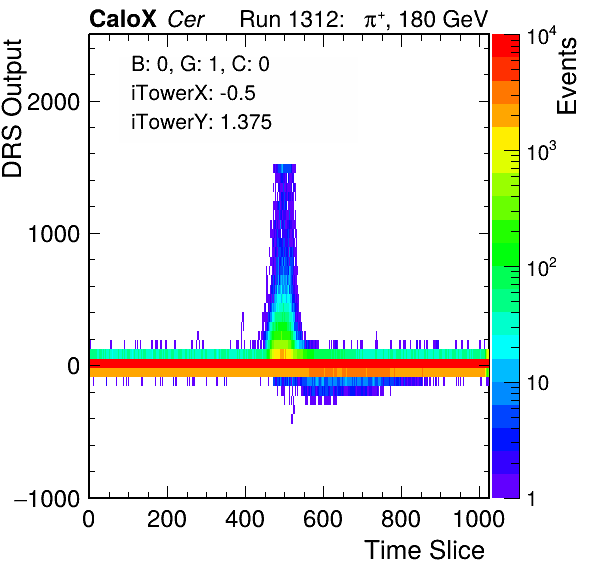 CaloX Cer Run 1312: π⁺, 180 GeV
B: 0, G: 1, C: 0
iTowerX: -0.5
iTowerY: 1.375
DRS Output
2000
1000
0
−1000
0 200 400 600 800 1000
Time Slice
Events
10⁴
10³
10²
10
1